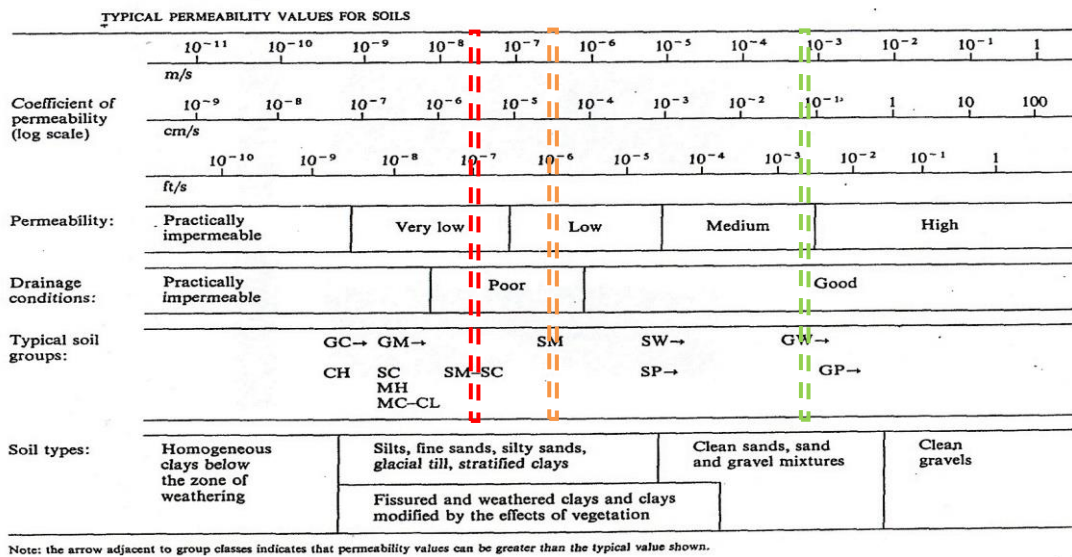 TYPICAL PERMEABILITY VALUES FOR SOILS
10⁻¹¹ 10⁻¹⁰ 10⁻⁹ 10⁻⁸ 10⁻⁷ 10⁻⁶ 10⁻⁵ 10⁻⁴ 10⁻³ 10⁻² 10⁻¹ 1
m/s
Coefficient of
permeability
(log scale)
10⁻⁹ 10⁻⁸ 10⁻⁷ 10⁻⁶ 10⁻⁵ 10⁻⁴ 10⁻³ 10⁻² 10⁻¹ 1 10 100
cm/s
10⁻¹⁰ 10⁻⁹ 10⁻⁸ 10⁻⁷ 10⁻⁶ 10⁻⁵ 10⁻⁴ 10⁻³ 10⁻² 10⁻¹ 1
ft/s
Permeability:
Practically
impermeable
Very low
Low
Medium
High
Drainage
conditions:
Practically
impermeable
Poor
Good
Typical soil
groups:
GC→ GM→ SM SW→ GW→
CH SC SM–SC SP→ GP→
MH
MC–CL
Soil types:
Homogeneous
clays below
the zone of
weathering
Silts, fine sands, silty sands,
glacial till, stratified clays
Fissured and weathered clays and clays
modified by the effects of vegetation
Clean sands, sand
and gravel mixtures
Clean
gravels
Note: the arrow adjacent to group classes indicates that permeability values can be greater than the typical value shown.